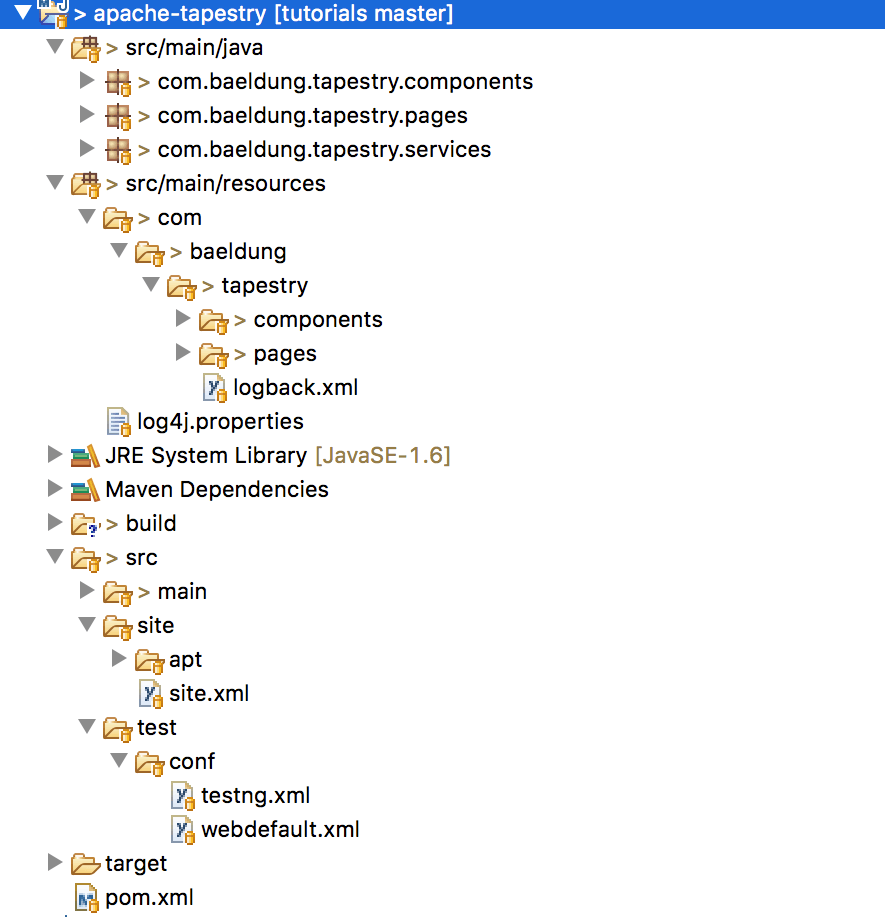 > apache-tapestry [tutorials master]
> src/main/java
> com.baeldung.tapestry.components
> com.baeldung.tapestry.pages
> com.baeldung.tapestry.services
> src/main/resources
> com
> baeldung
> tapestry
> components
> pages
logback.xml
log4j.properties
JRE System Library [JavaSE-1.6]
Maven Dependencies
> build
> src
> main
site
apt
site.xml
test
conf
testng.xml
webdefault.xml
target
pom.xml